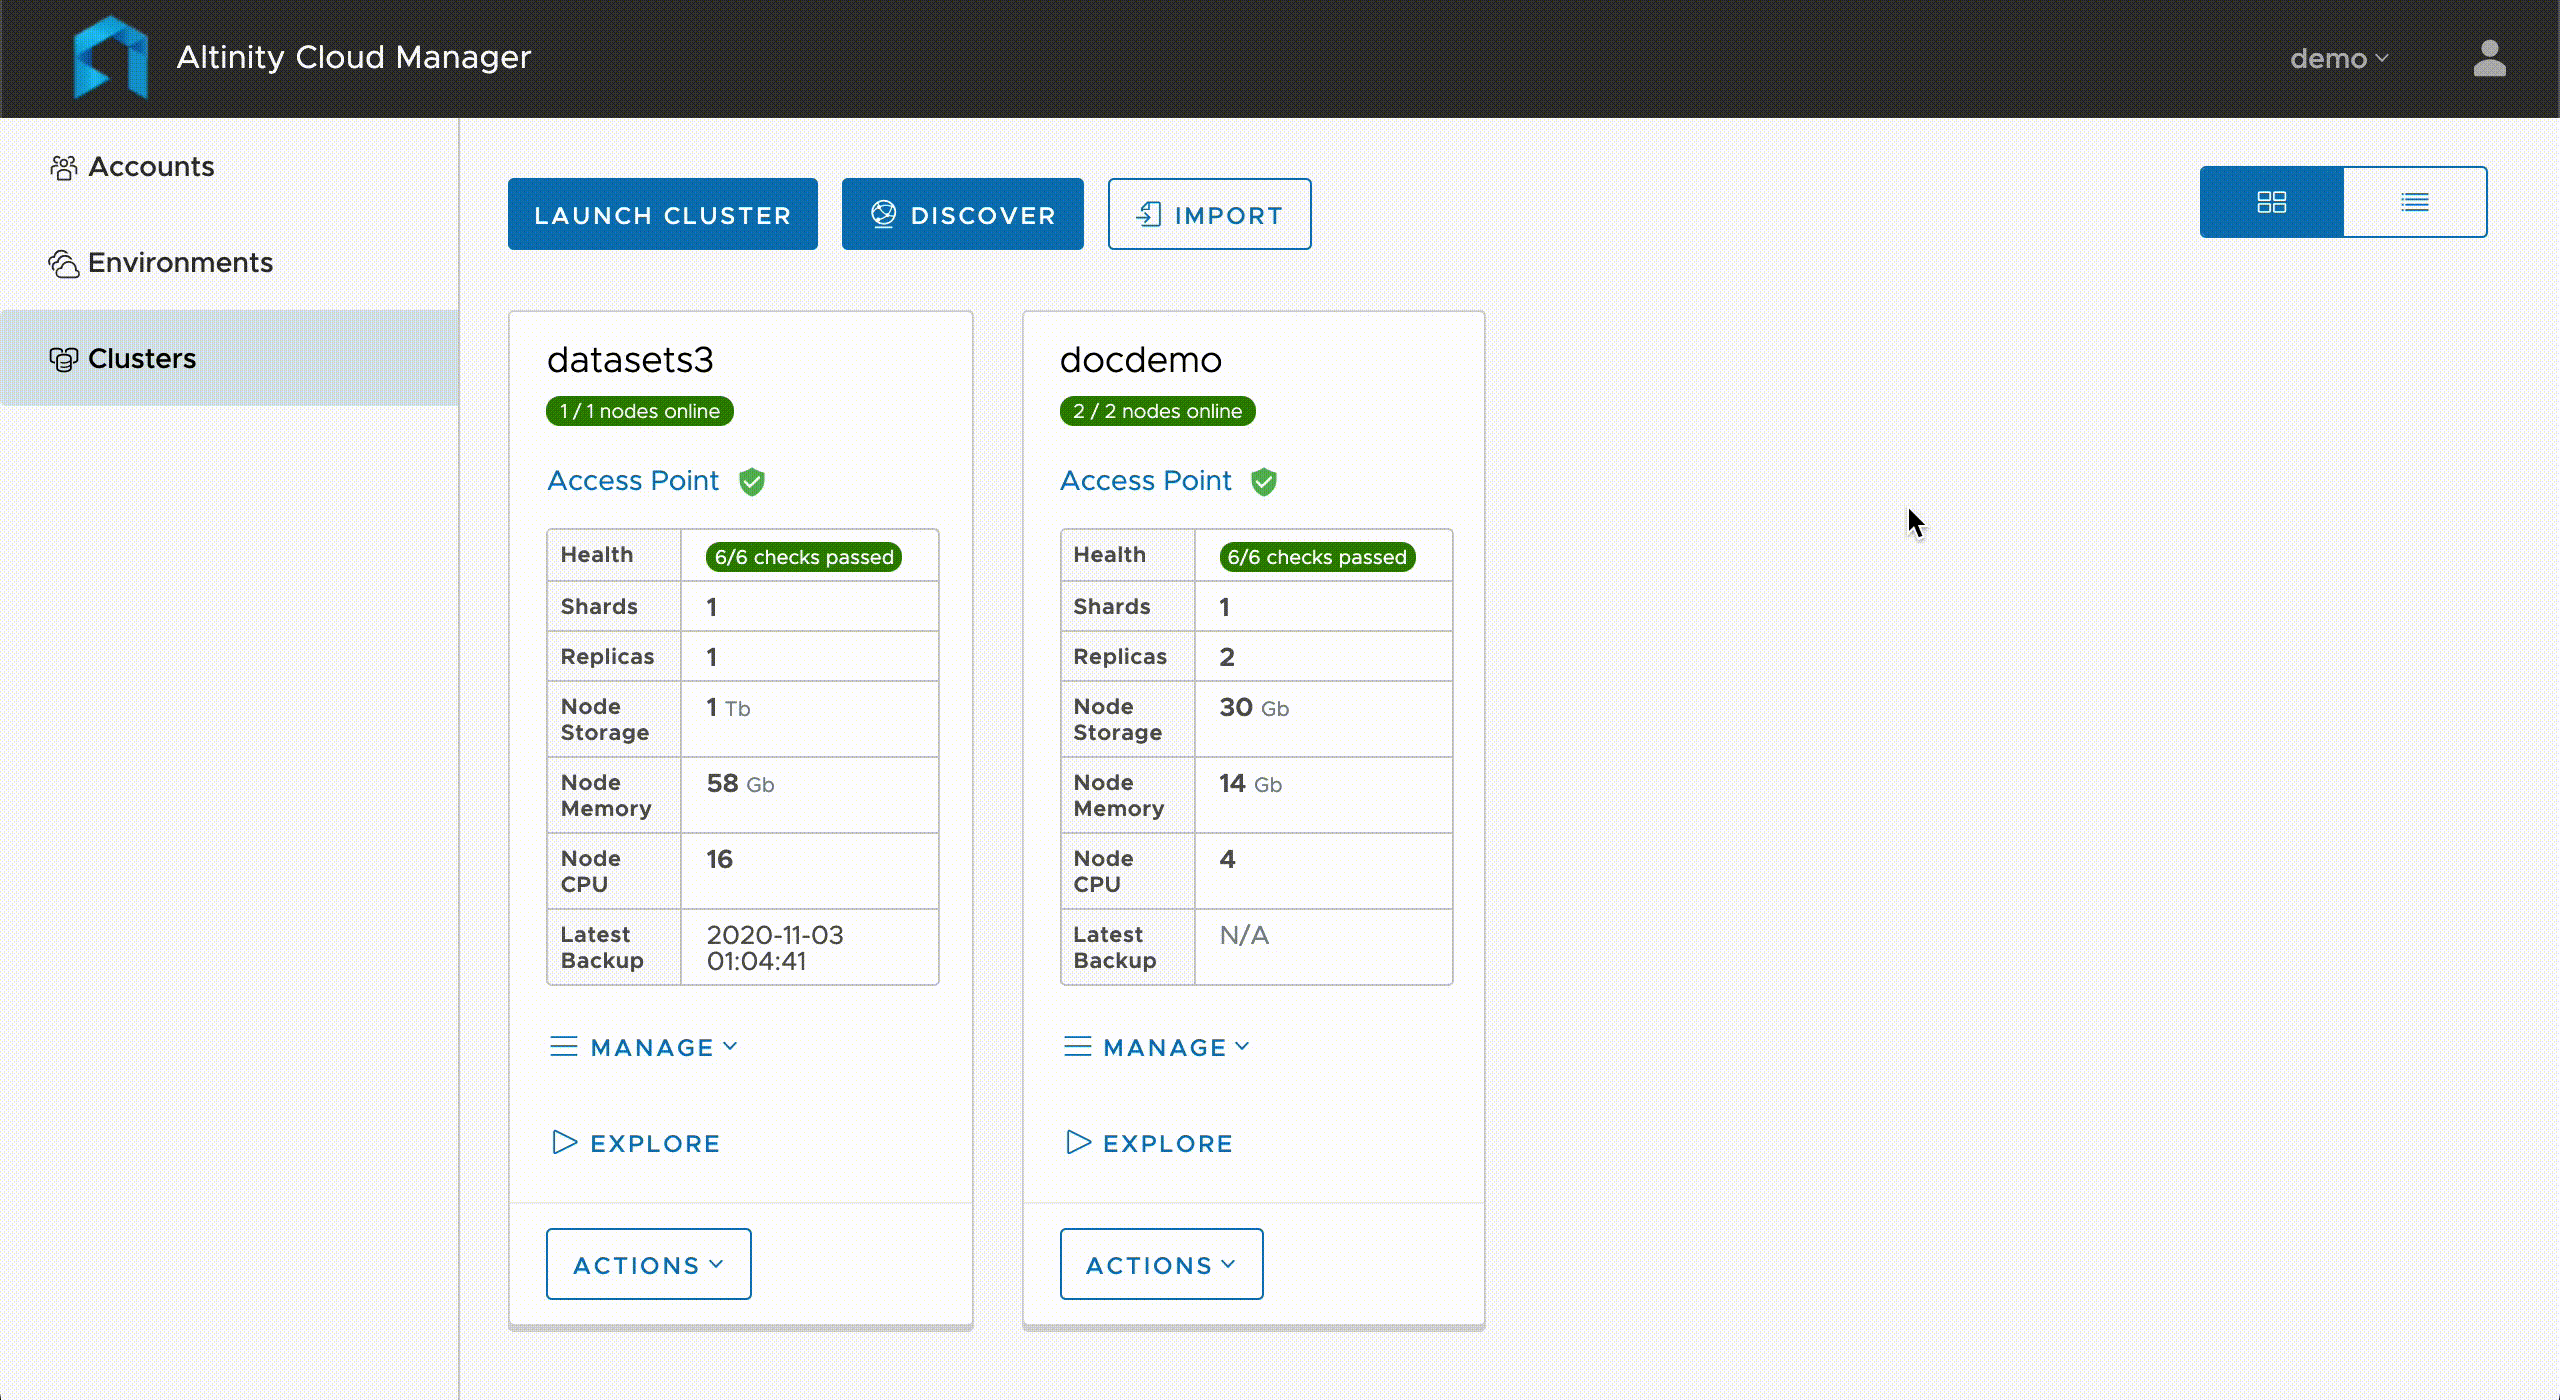 Altinity Cloud Manager
demo
Accounts
Environments
Clusters
LAUNCH CLUSTER
DISCOVER
IMPORT
datasets3
1 / 1 nodes online
Access Point
Health 6/6 checks passed
Shards 1
Replicas 1
Node 1 Tb
Storage
Node 58 Gb
Memory
Node 16
CPU
Latest 2020-11-03
Backup 01:04:41
MANAGE
EXPLORE
ACTIONS
docdemo
2 / 2 nodes online
Access Point
Health 6/6 checks passed
Shards 1
Replicas 2
Node 30 Gb
Storage
Node 14 Gb
Memory
Node 4
CPU
Latest N/A
Backup
MANAGE
EXPLORE
ACTIONS